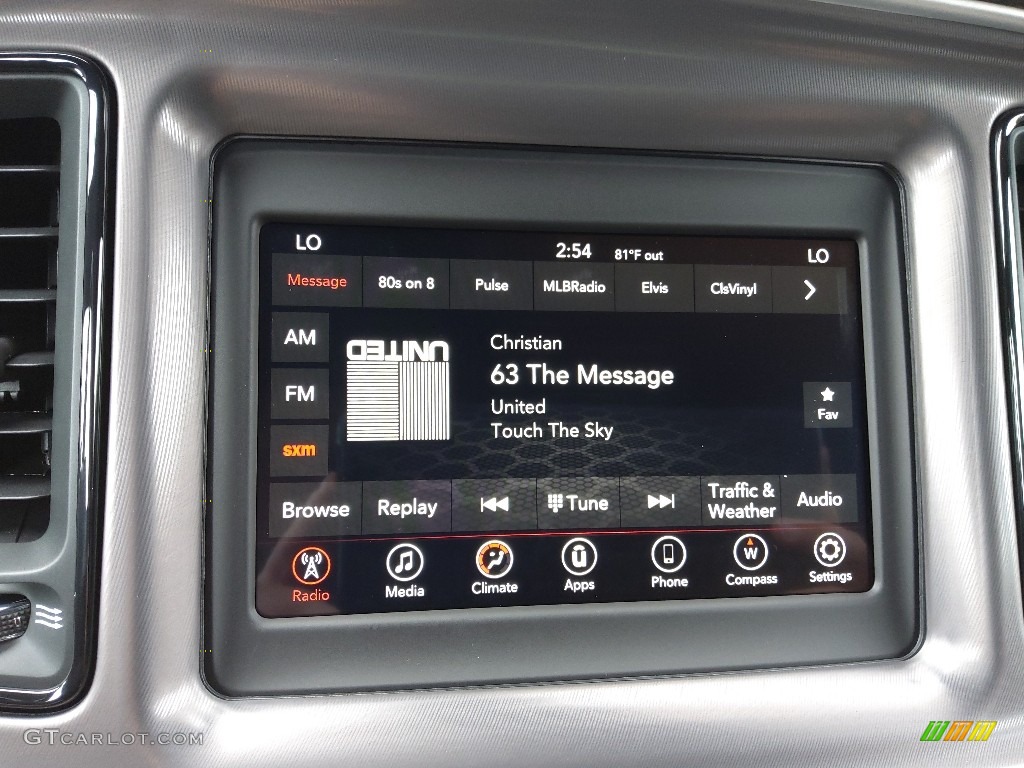 LO 2:54 81°F out LO
Message 80s on 8 Pulse MLBRadio Elvis ClsVinyl
AM
FM
sxm
UNITED
Christian
63 The Message
United
Touch The Sky
Fav
Browse Replay Tune Traffic & Weather Audio
Radio Media Climate Apps Phone W Compass Settings
GTCARLOT.COM